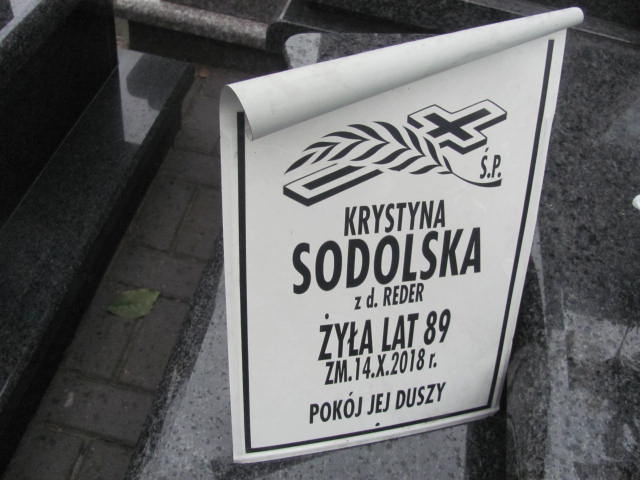 Ś.P.
KRYSTYNA
SODOLSKA
z d. REDER
ŻYŁA LAT 89
ZM.14.X.2018 r.
POKÓJ JEJ DUSZY